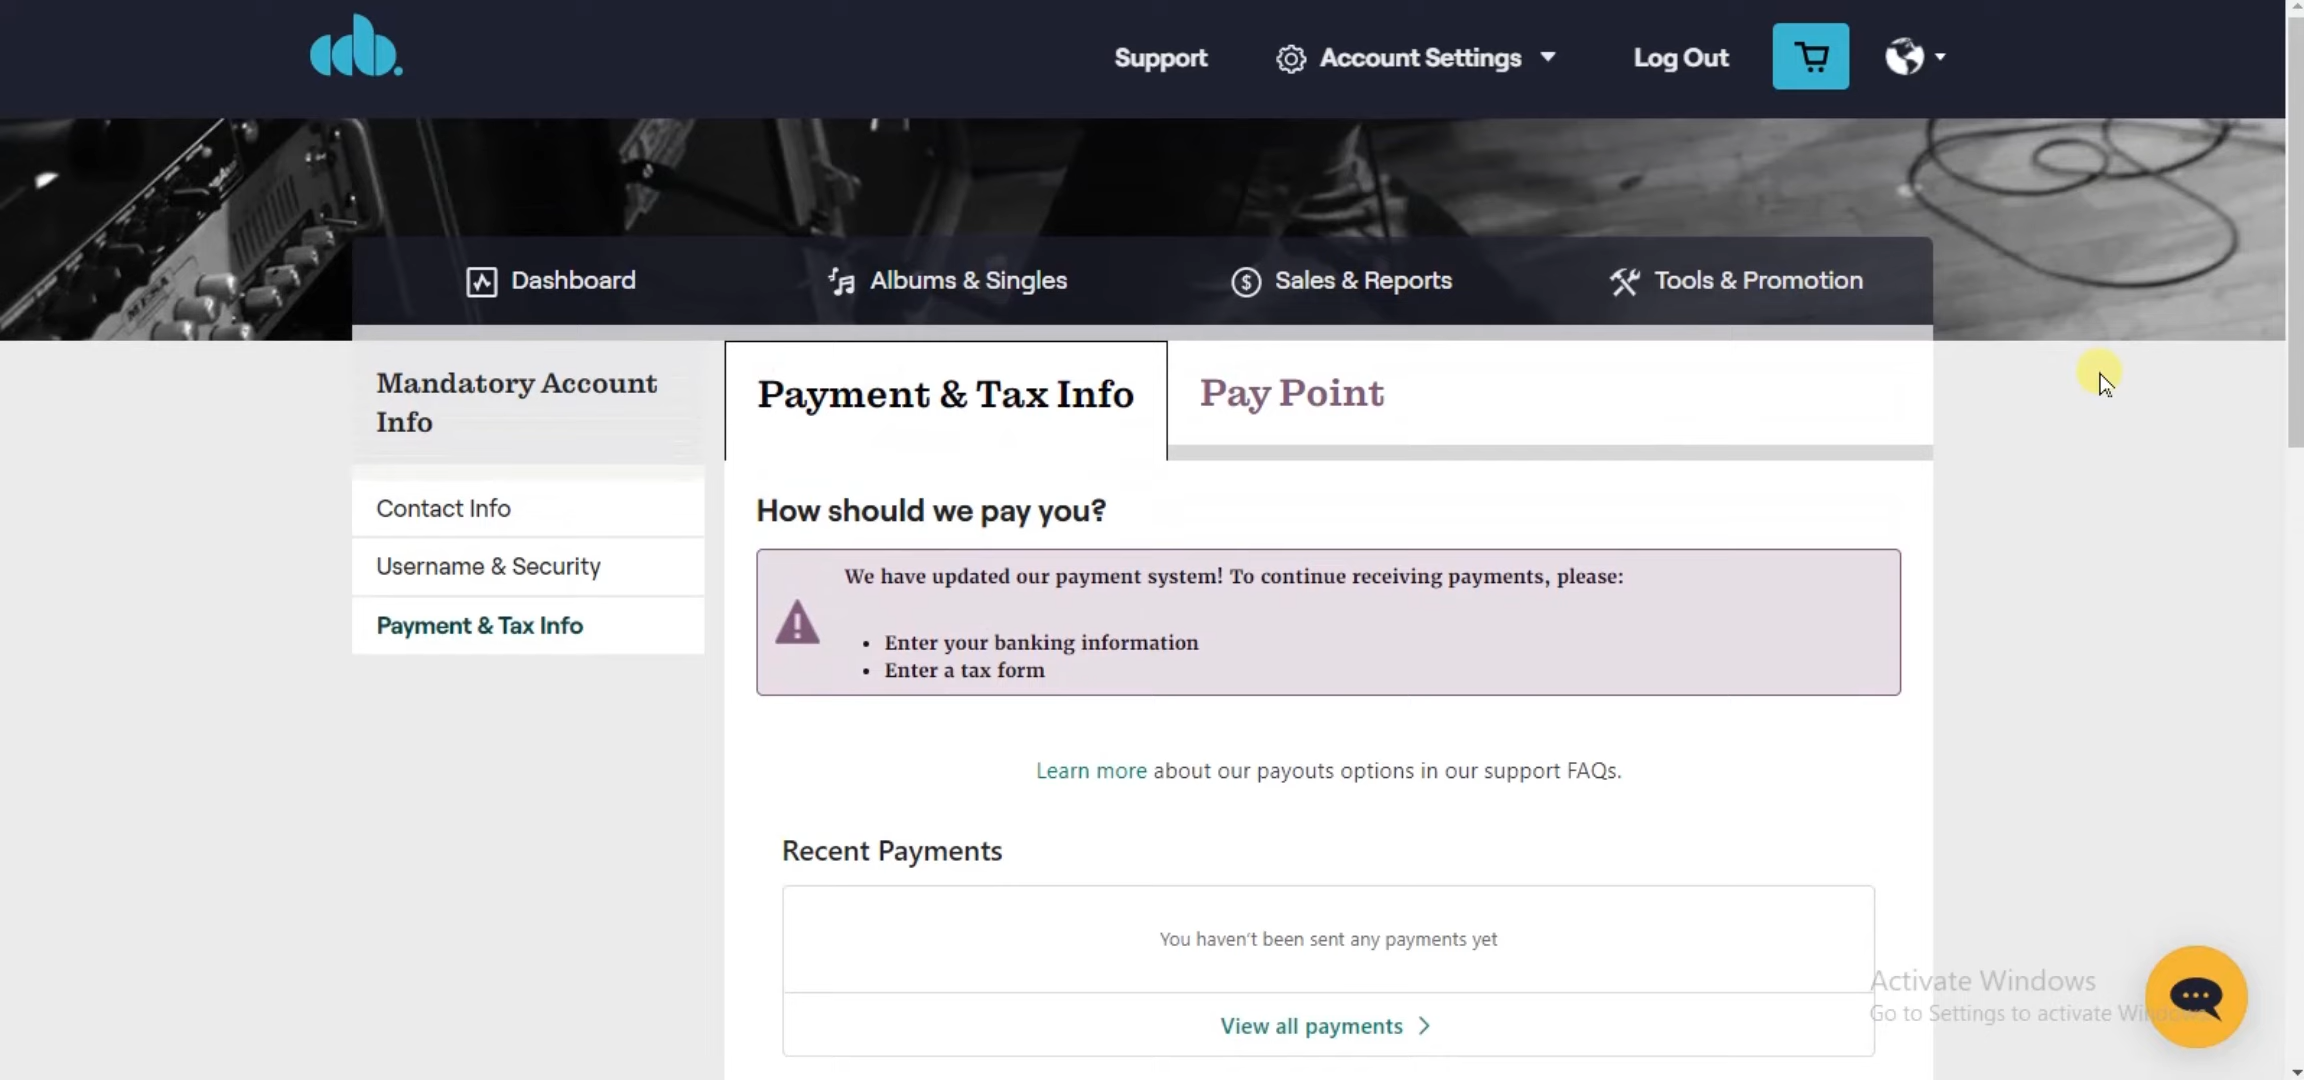 cdb.
Support
Account Settings
Log Out
Dashboard
Albums & Singles
Sales & Reports
Tools & Promotion
Mandatory Account
Info
Contact Info
Username & Security
Payment & Tax Info
Payment & Tax Info
Pay Point
How should we pay you?
We have updated our payment system! To continue receiving payments, please:
• Enter your banking information
• Enter a tax form
Learn more about our payouts options in our support FAQs.
Recent Payments
You haven't been sent any payments yet
View all payments
Activate Windows
Go to Settings to activate Windows.